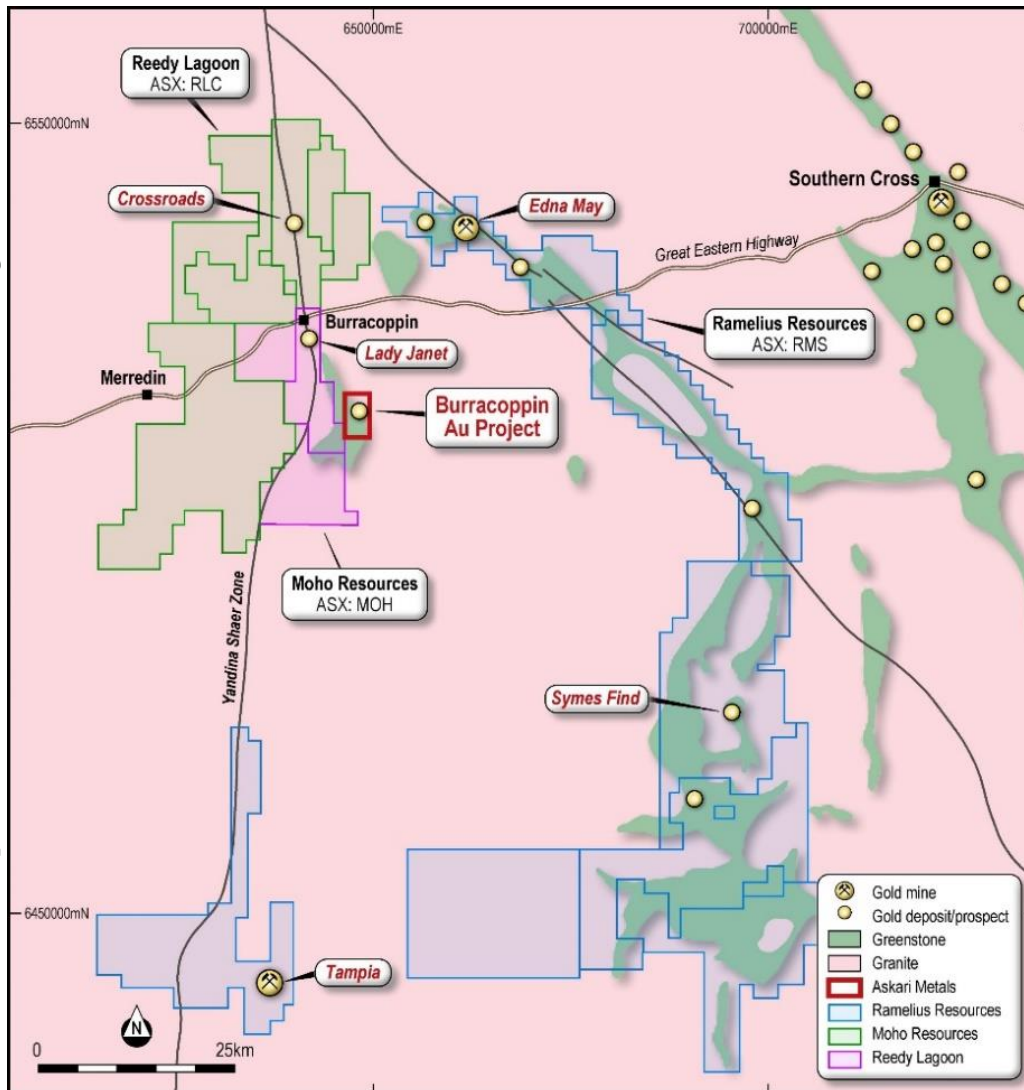 650000mE
700000mE
Reedy Lagoon
ASX: RLC
6550000mN
Southern Cross
Crossroads
Edna May
Great Eastern Highway
Burracoppin
Ramelius Resources
ASX: RMS
Lady Janet
Merredin
Burracoppin
Au Project
Moho Resources
ASX: MOH
Yandina Shaer Zone
Symes Find
6450000mN
Tampia
N
0
25km
Gold mine
Gold deposit/prospect
Greenstone
Granite
Askari Metals
Ramelius Resources
Moho Resources
Reedy Lagoon